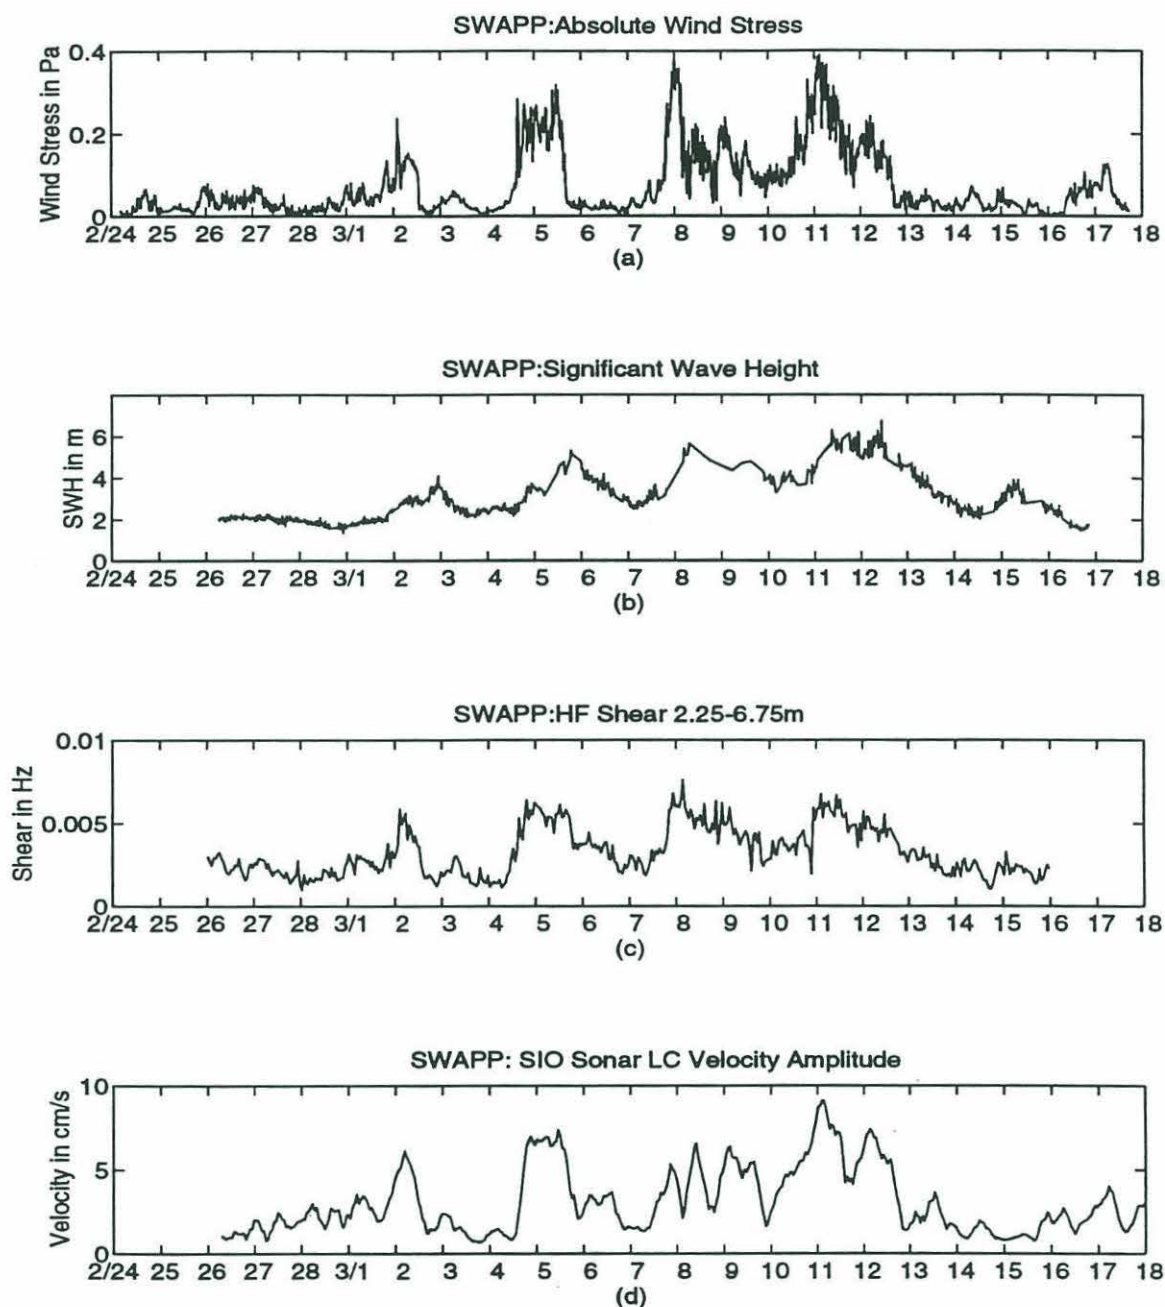 SWAPP:Absolute Wind Stress
Wind Stress in Pa
0.4
0.2
0
2/24 25 26 27 28 3/1 2 3 4 5 6 7 8 9 10 11 12 13 14 15 16 17 18
(a)
SWAPP:Significant Wave Height
SWH in m
6
4
2
0
2/24 25 26 27 28 3/1 2 3 4 5 6 7 8 9 10 11 12 13 14 15 16 17 18
(b)
SWAPP:HF Shear 2.25-6.75m
Shear in Hz
0.01
0.005
0
2/24 25 26 27 28 3/1 2 3 4 5 6 7 8 9 10 11 12 13 14 15 16 17 18
(c)
SWAPP: SIO Sonar LC Velocity Amplitude
Velocity in cm/s
10
5
0
2/24 25 26 27 28 3/1 2 3 4 5 6 7 8 9 10 11 12 13 14 15 16 17 18
(d)